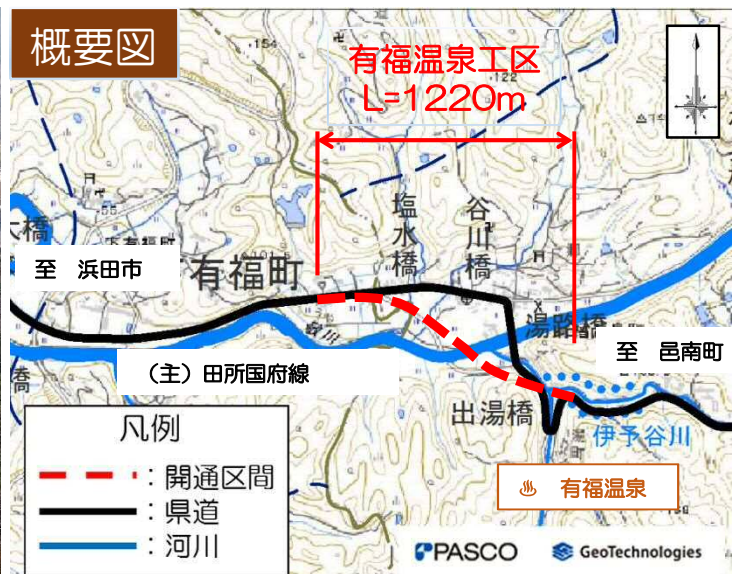 概要図
有福温泉工区
L=1220m
塩水橋
谷川橋
至 浜田市
有福町
湯路橋
至 邑南町
(主)田所国府線
出湯橋
伊予谷川
凡例
:開通区間
:県道
:河川
♨ 有福温泉
PASCO
GeoTechnologies
154
122